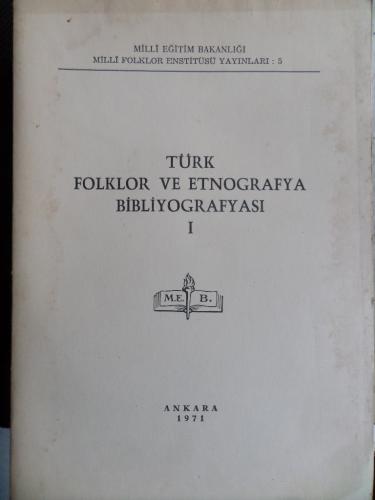 MİLLÎ EĞİTİM BAKANLIĞI
MİLLÎ FOLKLOR ENSTİTÜSÜ YAYINLARI : 5
TÜRK
FOLKLOR VE ETNOGRAFYA
BİBLİYOGRAFYASI
I
M.E. B.
ANKARA
1971